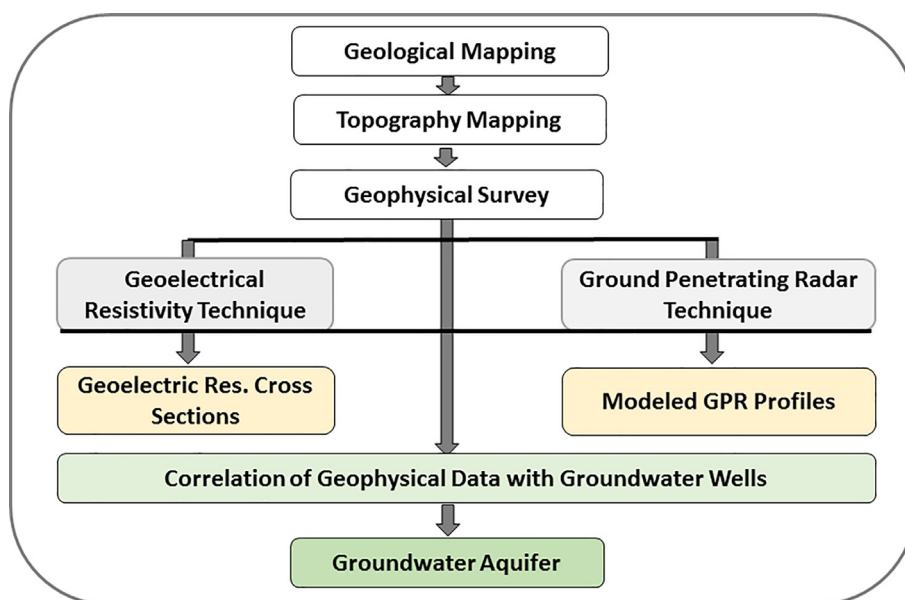 Geological Mapping
Topography Mapping
Geophysical Survey
Geoelectrical
Resistivity Technique
Ground Penetrating Radar
Technique
Geoelectric Res. Cross
Sections
Modeled GPR Profiles
Correlation of Geophysical Data with Groundwater Wells
Groundwater Aquifer